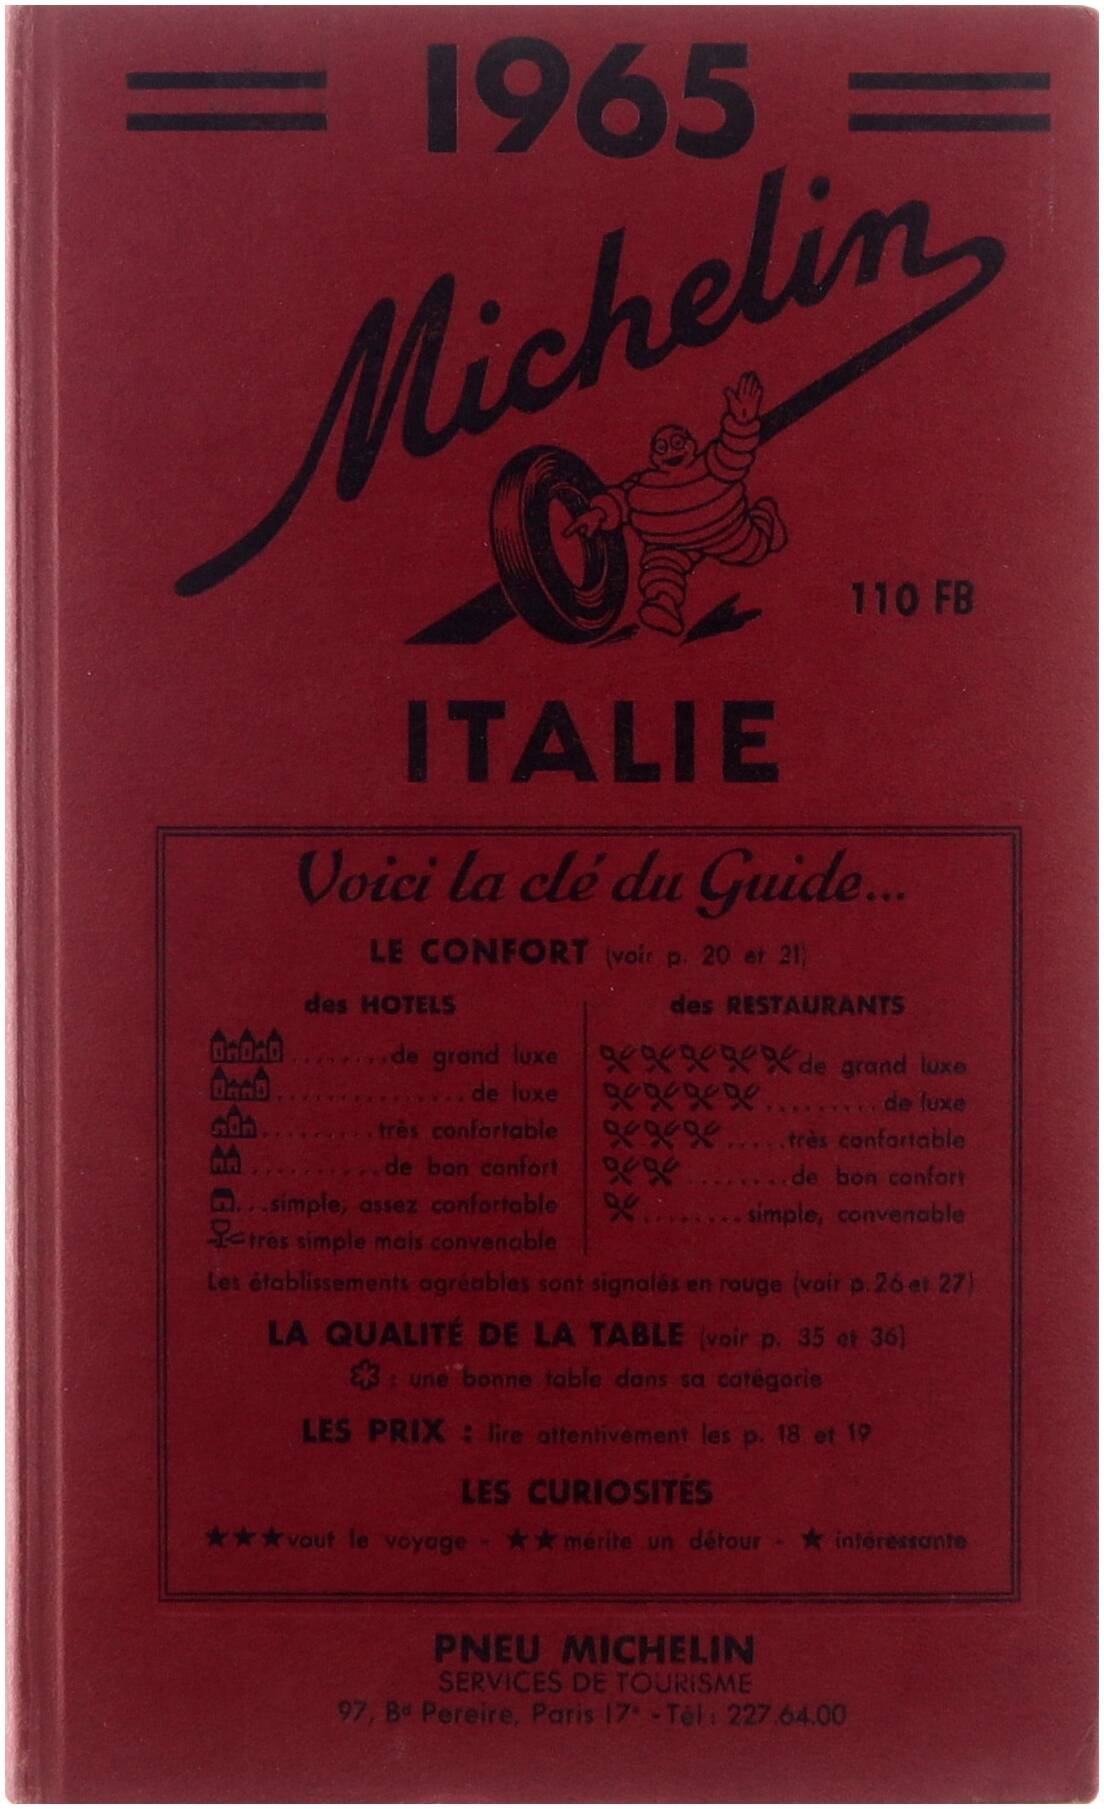 1965
Michelin
110 FB
ITALIE
Voici la clé du Guide...
LE CONFORT (voir p. 20 et 21)
des HOTELS
........de grand luxe
................de luxe
..........très confortable
............de bon confort
...simple, assez confortable
très simple mais convenable
des RESTAURANTS
de grand luxe
..........de luxe
.....très confortable
.........de bon confort
.........simple, convenable
Les établissements agréables sont signalés en rouge (voir p. 26 et 27)
LA QUALITÉ DE LA TABLE (voir p. 35 et 36)
: une bonne table dans sa catégorie
LES PRIX : lire attentivement les p. 18 et 19
LES CURIOSITÉS
★★★ vaut le voyage - ★★ mérite un détour - ★ intéressante
PNEU MICHELIN
SERVICES DE TOURISME
97, Bd Pereire, Paris 17e - Tél : 227.64.00